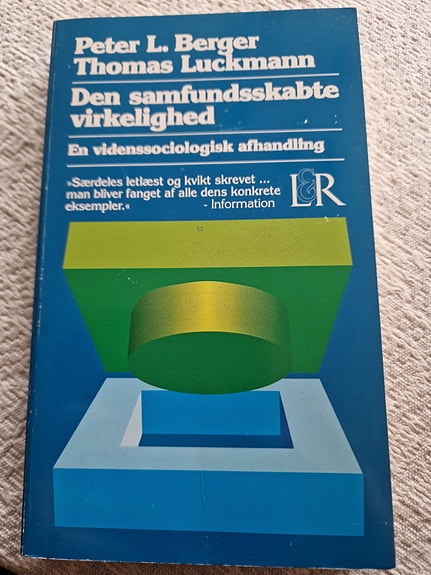 Peter L. Berger
Thomas Luckmann
Den samfundsskabte
virkelighed
En videnssociologisk afhandling
»Særdeles letlæst og kvikt skrevet ...
man bliver fanget af alle dens konkrete
eksempler.« - Information
L&R